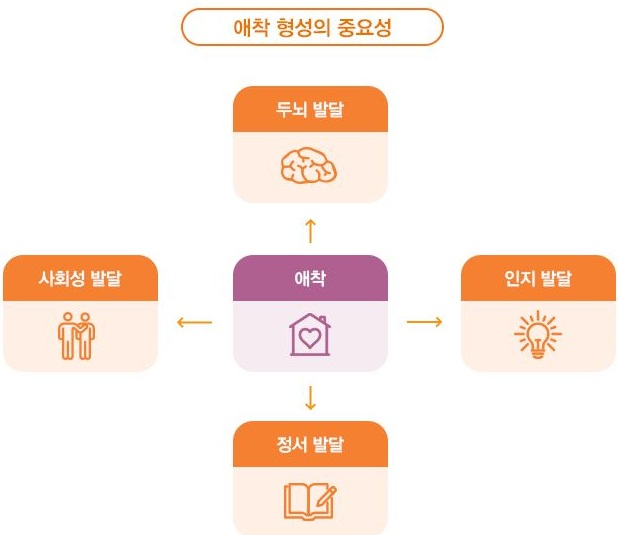 애착 형성의 중요성
두뇌 발달
사회성 발달
애착
인지 발달
정서 발달